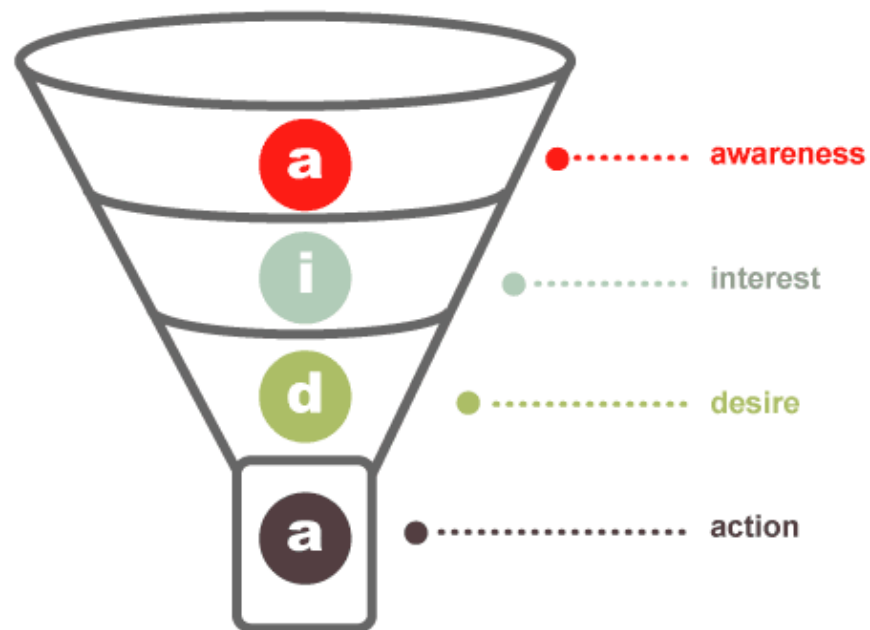 a awareness
i interest
d desire
a action